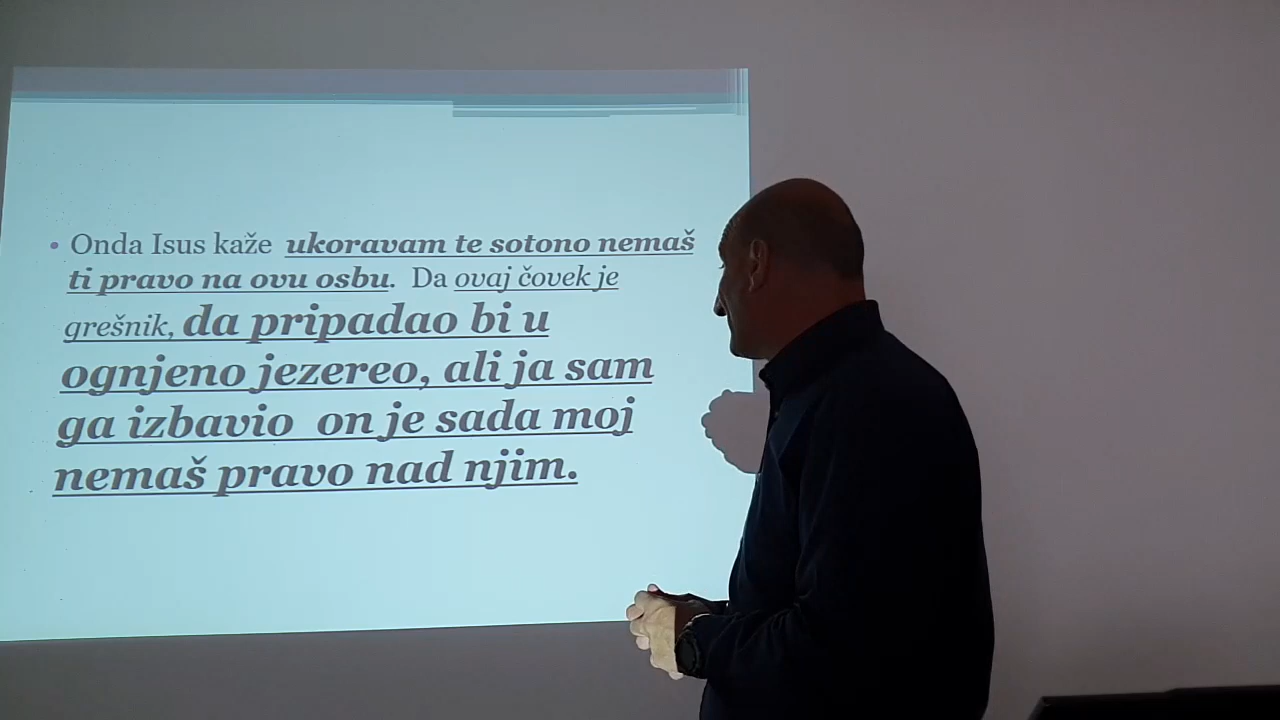 • Onda Isus kaže ukoravam te sotono nemaš
ti pravo na ovu osbu. Da ovaj čovek je
grešnik, da pripadao bi u
ognjeno jezereo, ali ja sam
ga izbavio on je sada moj
nemaš pravo nad njim.